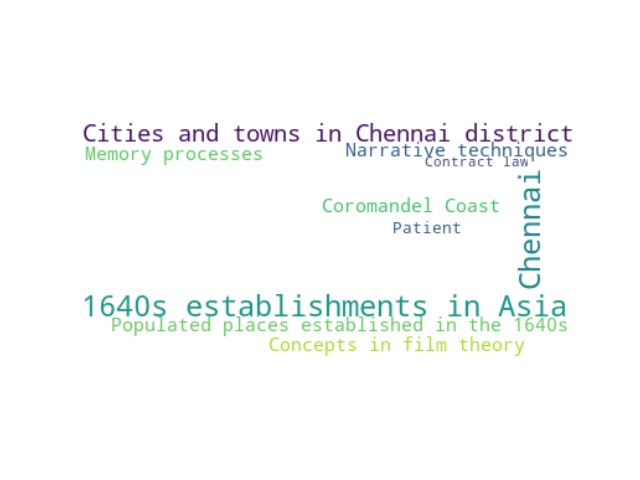 Cities and towns in Chennai district
Memory processes
Narrative techniques
Contract law
Chennai
Coromandel Coast
Patient
1640s establishments in Asia
Populated places established in the 1640s
Concepts in film theory